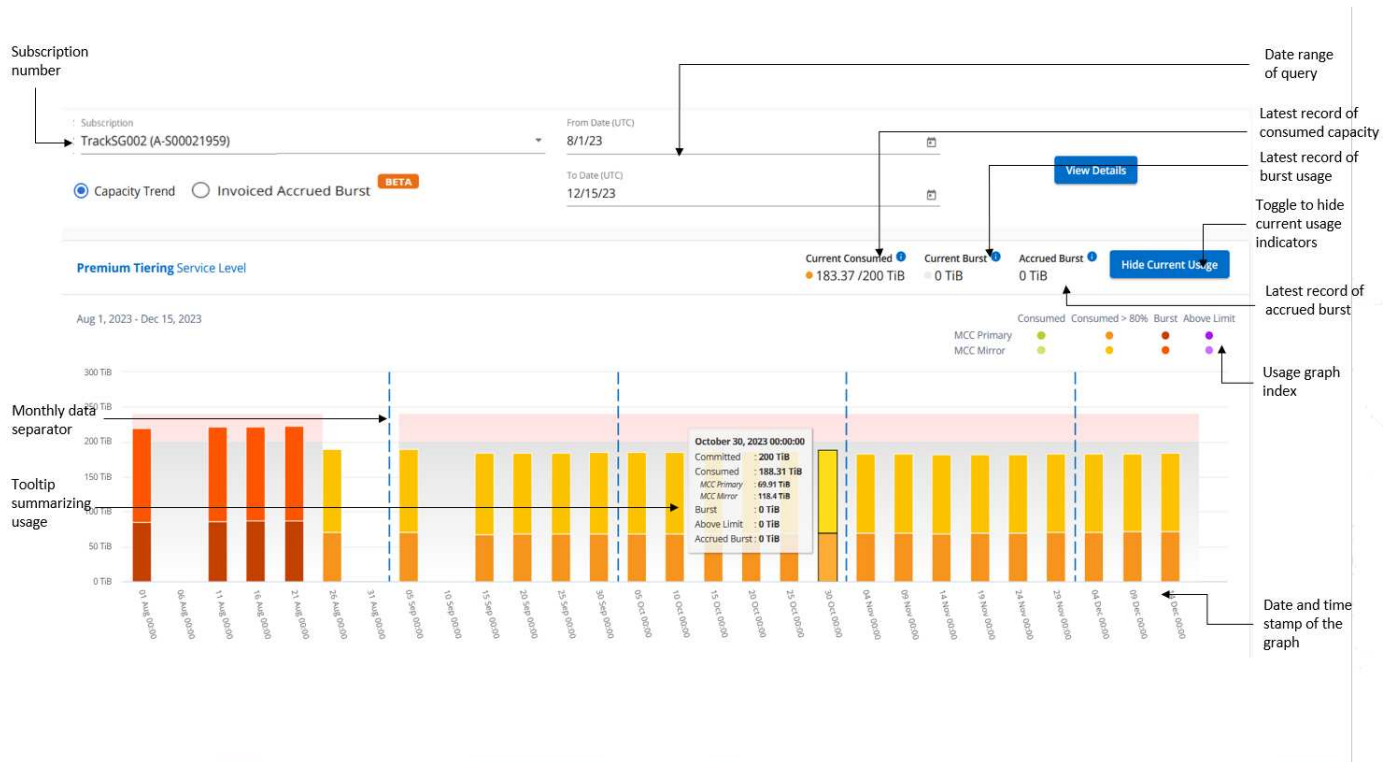 Subscription
number
Date range
of query
Latest record of
consumed capacity
Latest record of
burst usage
Toggle to hide
current usage
indicators
Latest record of
accrued burst
Usage graph
index
Date and time
stamp of the
graph
Monthly data
separator
Tooltip
summarizing
usage
Subscription
TrackSG002 (A-S00021959)
From Date (UTC)
8/1/23
Capacity Trend Invoiced Accrued Burst BETA
To Date (UTC)
12/15/23
View Details
Premium Tiering Service Level
Current Consumed
183.37 /200 TiB
Current Burst
0 TiB
Accrued Burst
0 TiB
Hide Current Usage
Aug 1, 2023 - Dec 15, 2023
Consumed Consumed > 80% Burst Above Limit
MCC Primary
MCC Mirror
300 TiB
250 TiB
200 TiB
150 TiB
100 TiB
50 TiB
0 TiB
October 30, 2023 00:00:00
Committed : 200 TiB
Consumed : 188.31 TiB
MCC Primary : 69.91 TiB
MCC Mirror : 118.4 TiB
Burst : 0 TiB
Above Limit : 0 TiB
Accrued Burst : 0 TiB
01 Aug 00:00
06 Aug 00:00
11 Aug 00:00
16 Aug 00:00
21 Aug 00:00
26 Aug 00:00
31 Aug 00:00
05 Sep 00:00
10 Sep 00:00
15 Sep 00:00
20 Sep 00:00
25 Sep 00:00
30 Sep 00:00
05 Oct 00:00
10 Oct 00:00
15 Oct 00:00
20 Oct 00:00
25 Oct 00:00
30 Oct 00:00
04 Nov 00:00
09 Nov 00:00
14 Nov 00:00
19 Nov 00:00
24 Nov 00:00
29 Nov 00:00
04 Dec 00:00
09 Dec 00:00
Dec 00:00